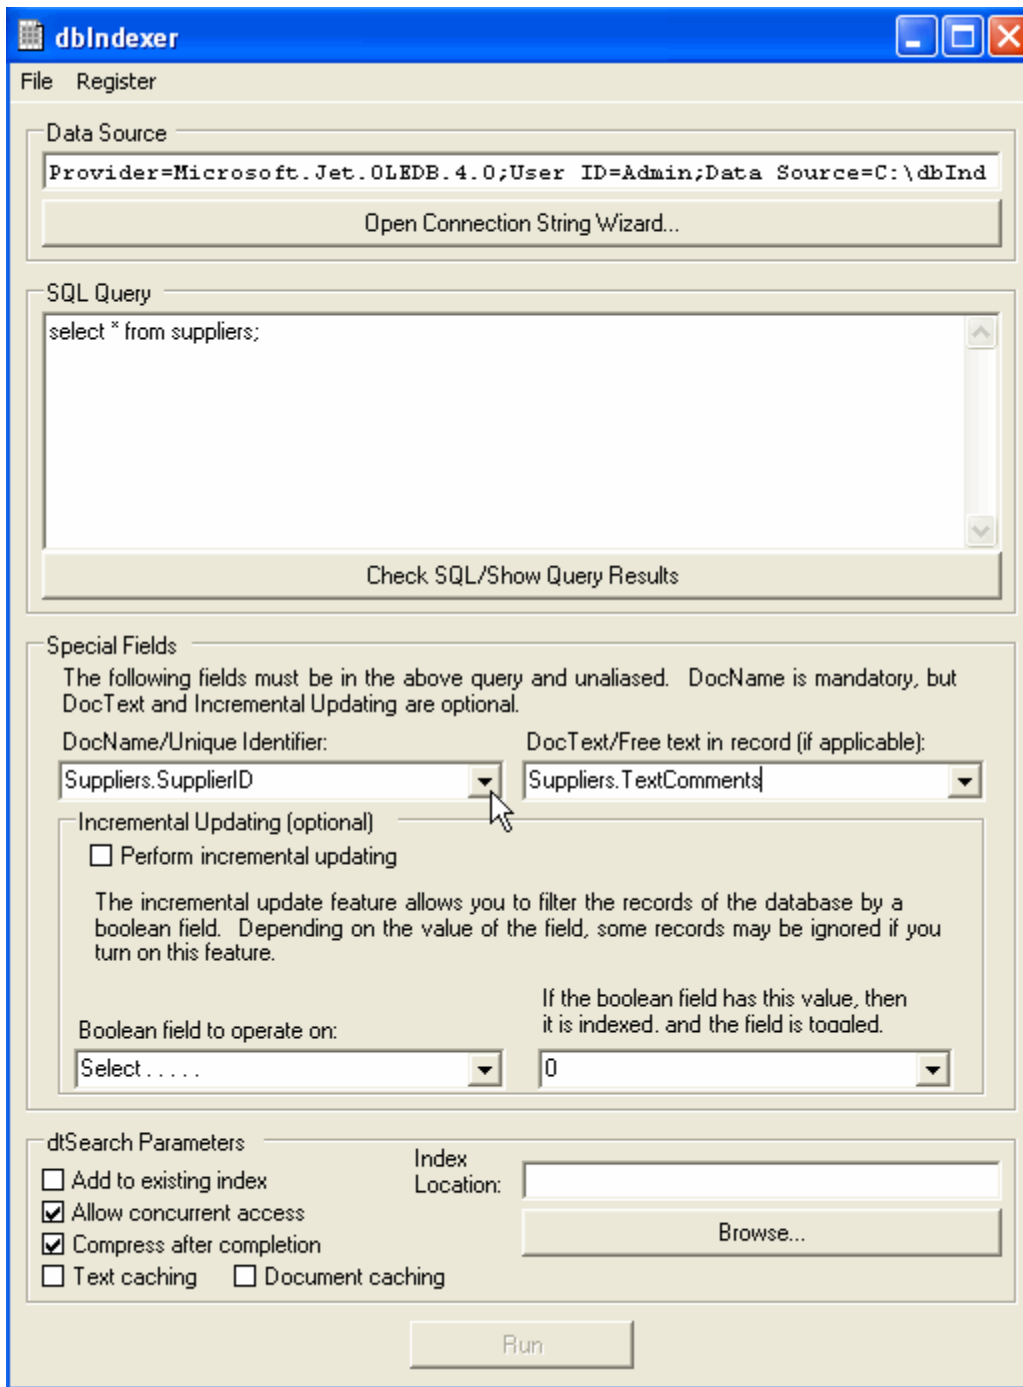 dbIndexer
File Register
Data Source
Provider=Microsoft.Jet.OLEDB.4.0;User ID=Admin;Data Source=C:\dbInd
Open Connection String Wizard...
SQL Query
select * from suppliers;
Check SQL/Show Query Results
Special Fields
The following fields must be in the above query and unaliased. DocName is mandatory, but
DocText and Incremental Updating are optional.
DocName/Unique Identifier:
DocText/Free text in record (if applicable):
Suppliers.SupplierID
Suppliers.TextComments
Incremental Updating (optional)
Perform incremental updating
The incremental update feature allows you to filter the records of the database by a
boolean field. Depending on the value of the field, some records may be ignored if you
turn on this feature.
If the boolean field has this value, then
it is indexed, and the field is toggled.
Boolean field to operate on:
Select . . . . .
0
dtSearch Parameters
Add to existing index
Allow concurrent access
Compress after completion
Text caching
Document caching
Index
Location:
Browse...
Run